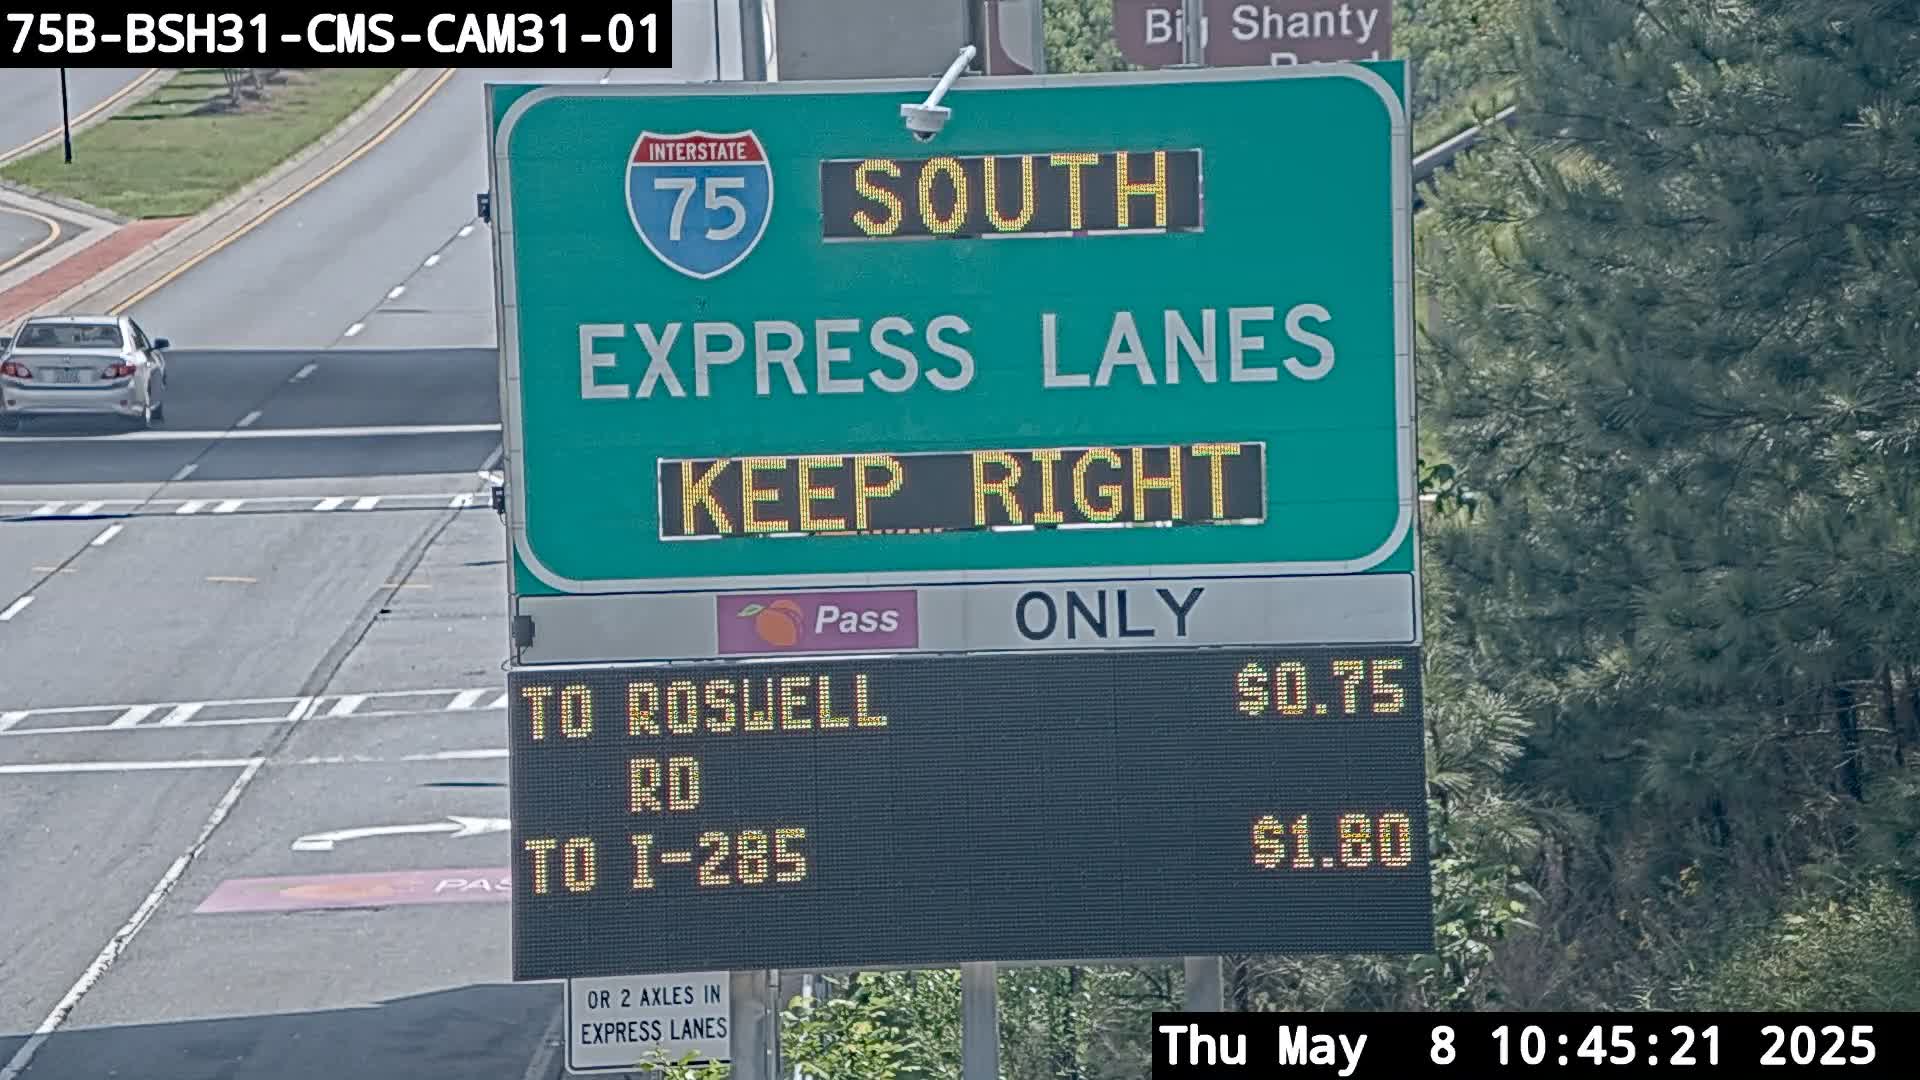 75B-BSH31-CMS-CAM31-01
Big Shanty
INTERSTATE
75
SOUTH
EXPRESS LANES
KEEP RIGHT
Pass ONLY
TO ROSWELL $0.75
RD
TO I-285 $1.80
OR 2 AXLES IN
EXPRESS LANES
Thu May 8 10:45:21 2025